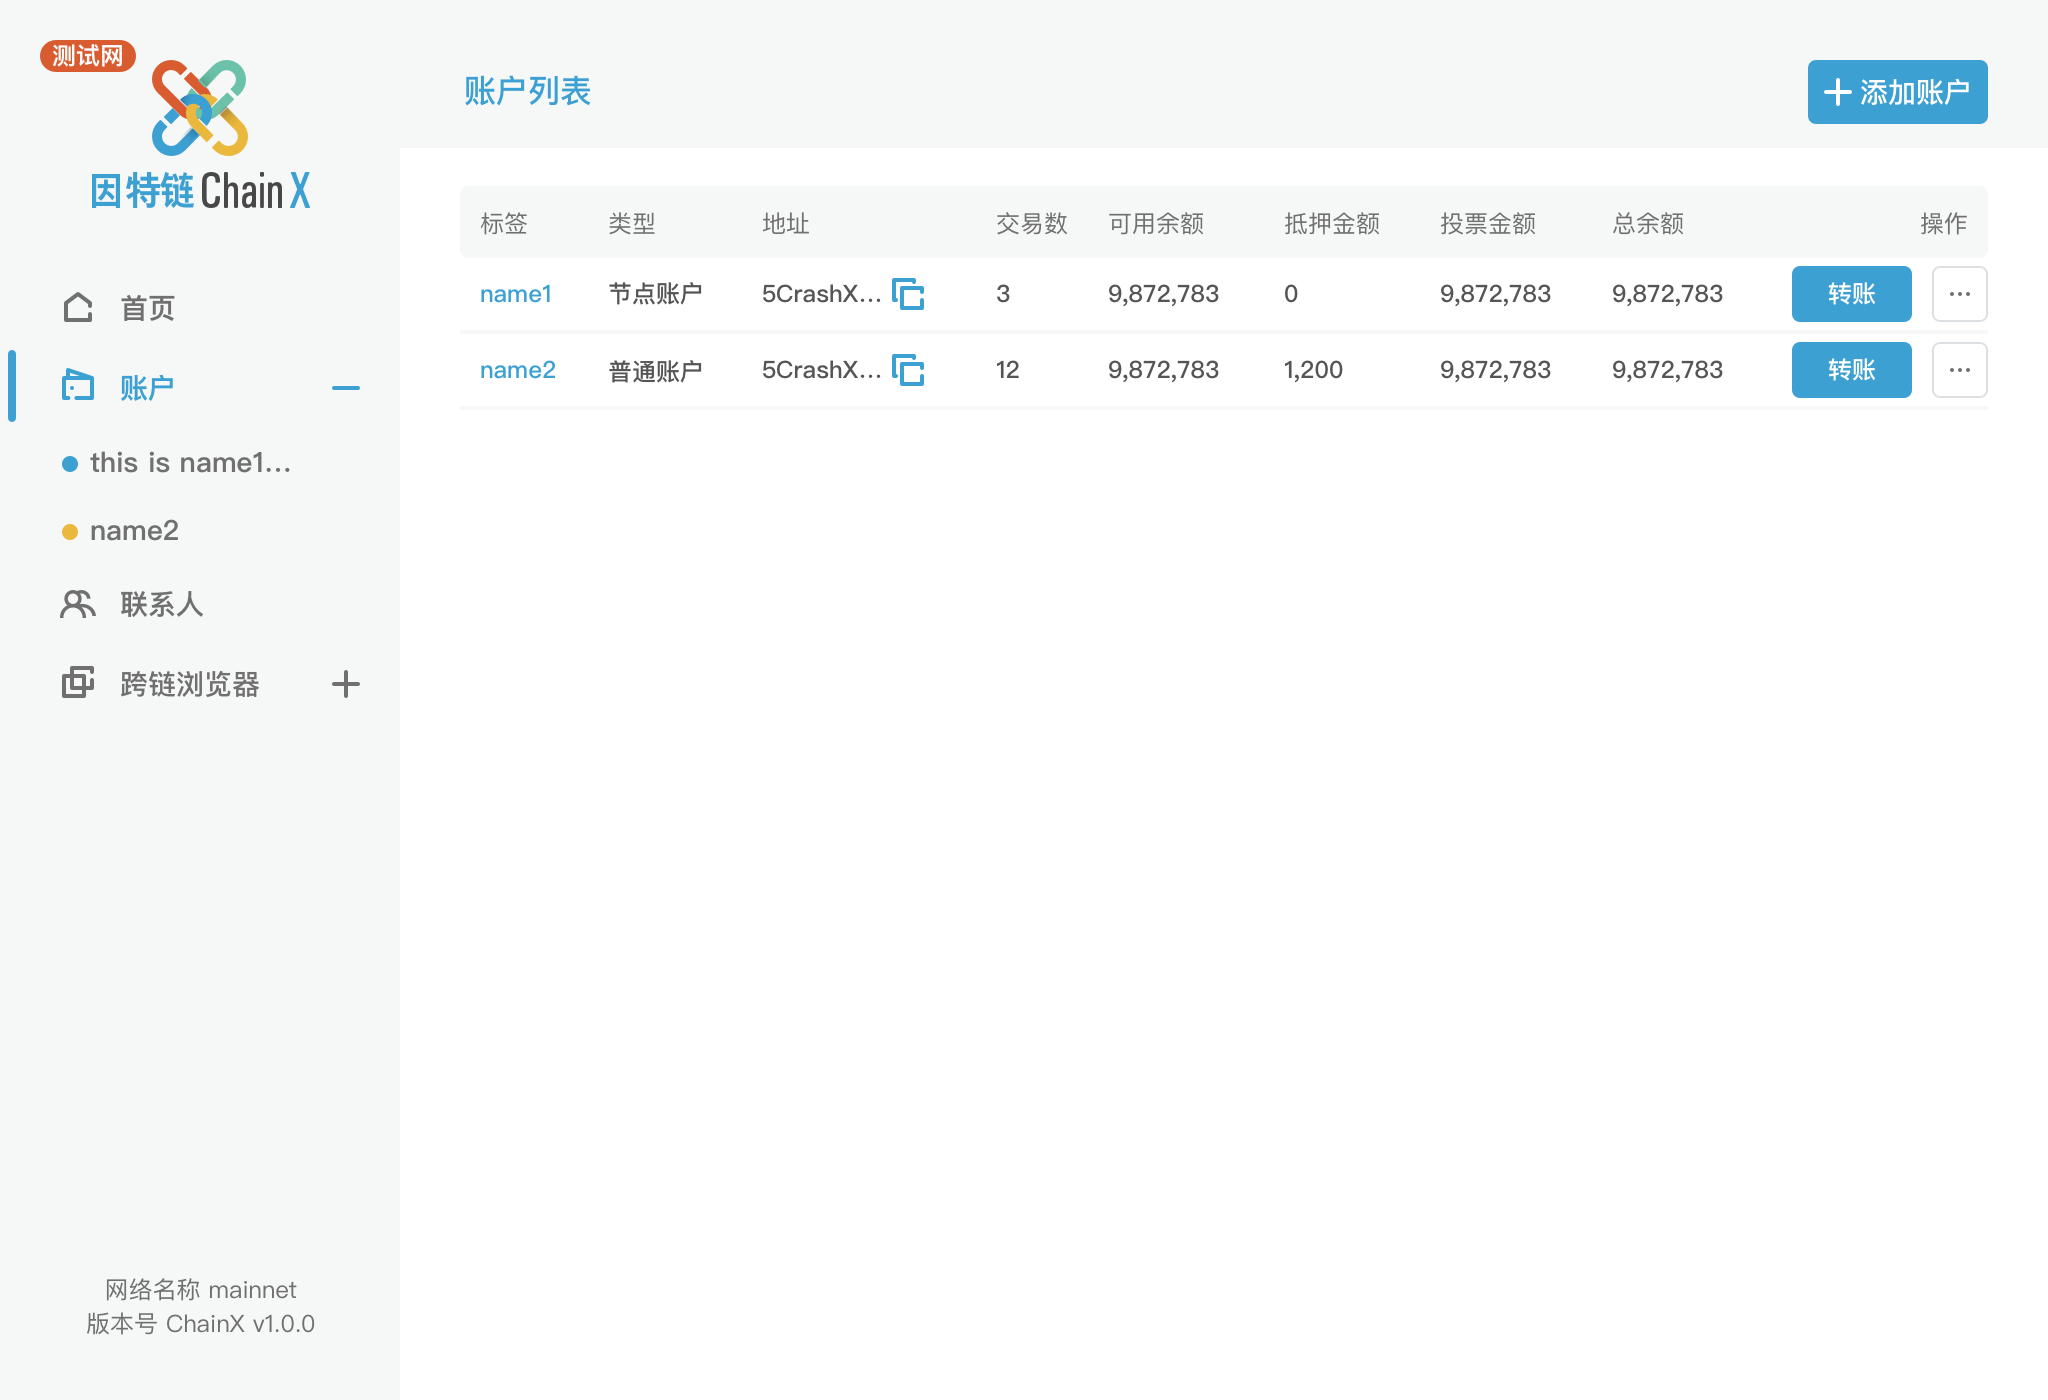 测试网
因特链 ChainX
首页
账户
this is name1...
name2
联系人
跨链浏览器
网络名称 mainnet
版本号 ChainX v1.0.0
账户列表
添加账户
标签 类型 地址 交易数 可用余额 抵押金额 投票金额 总余额 操作
name1 节点账户 5CrashX... 3 9,872,783 0 9,872,783 9,872,783 转账 ...
name2 普通账户 5CrashX... 12 9,872,783 1,200 9,872,783 9,872,783 转账 ...